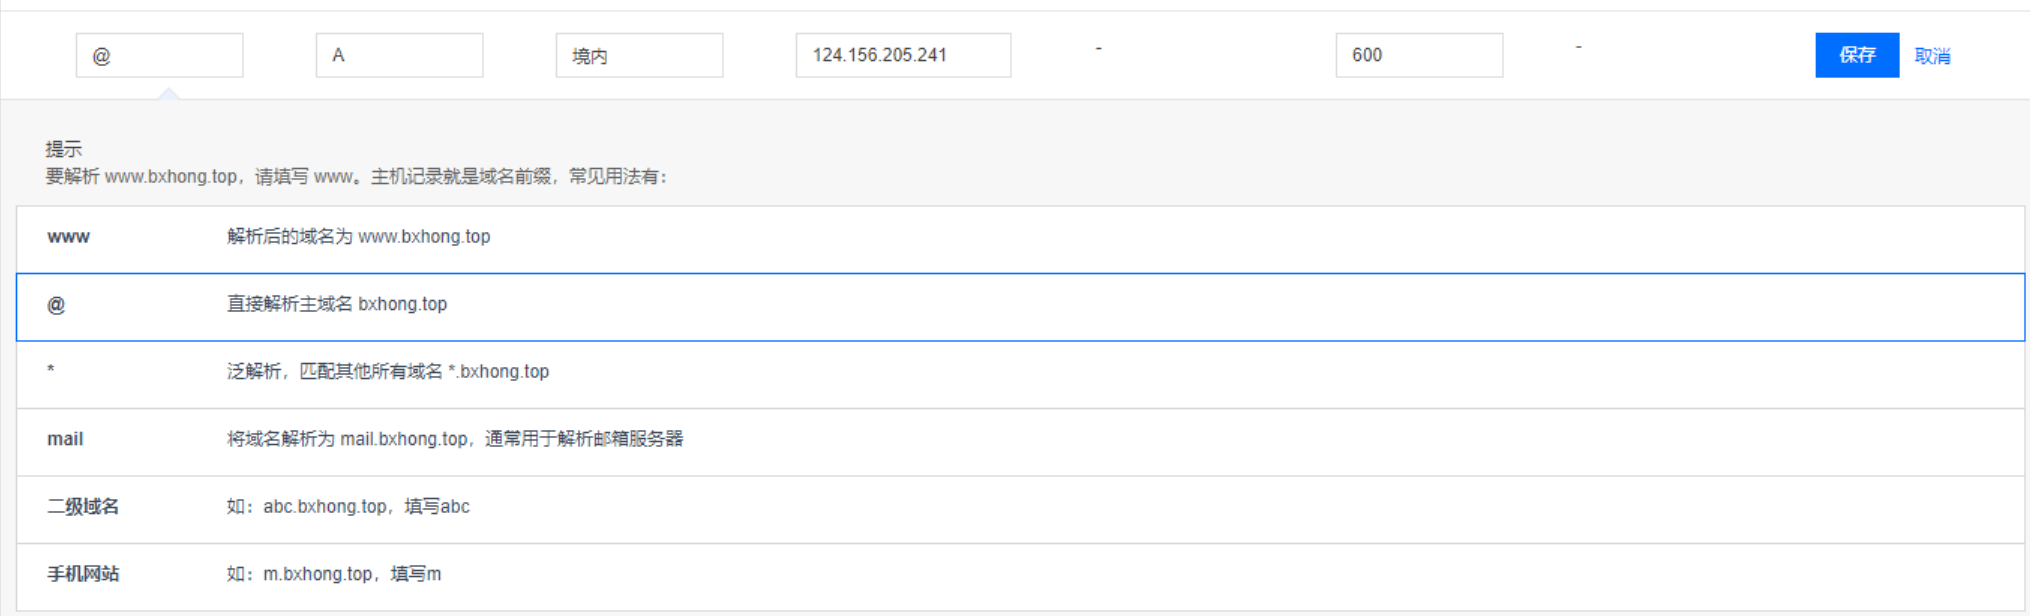 @ A 境内 124.156.205.241 - 600 - 保存 取消
提示
要解析 www.bxhong.top，请填写 www。主机记录就是域名前缀，常见用法有：
www 解析后的域名为 www.bxhong.top
@ 直接解析主域名 bxhong.top
* 泛解析，匹配其他所有域名 *.bxhong.top
mail 将域名解析为 mail.bxhong.top，通常用于解析邮箱服务器
二级域名 如：abc.bxhong.top，填写abc
手机网站 如：m.bxhong.top，填写m